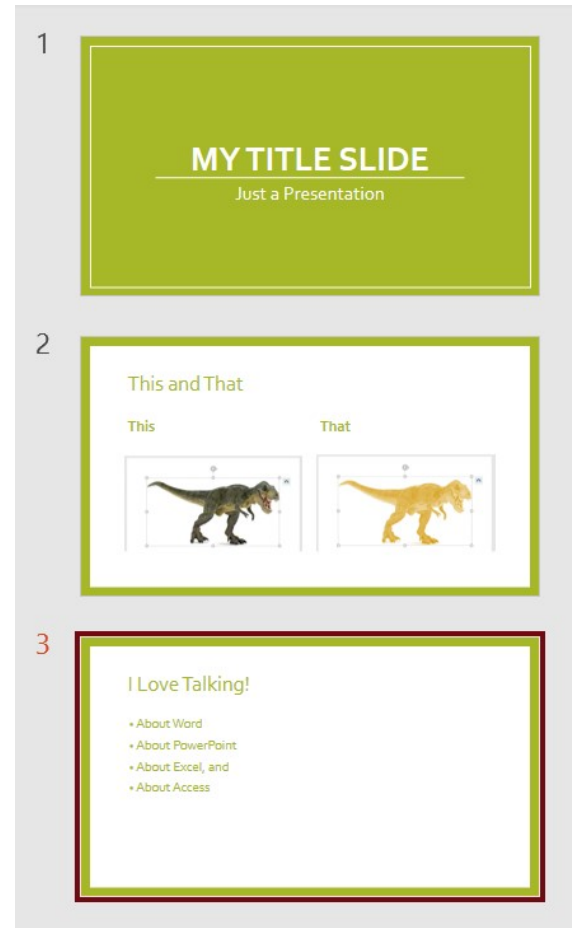 1
MY TITLE SLIDE
Just a Presentation
2
This and That
This That
3
I Love Talking!
• About Word
• About PowerPoint
• About Excel, and
• About Access